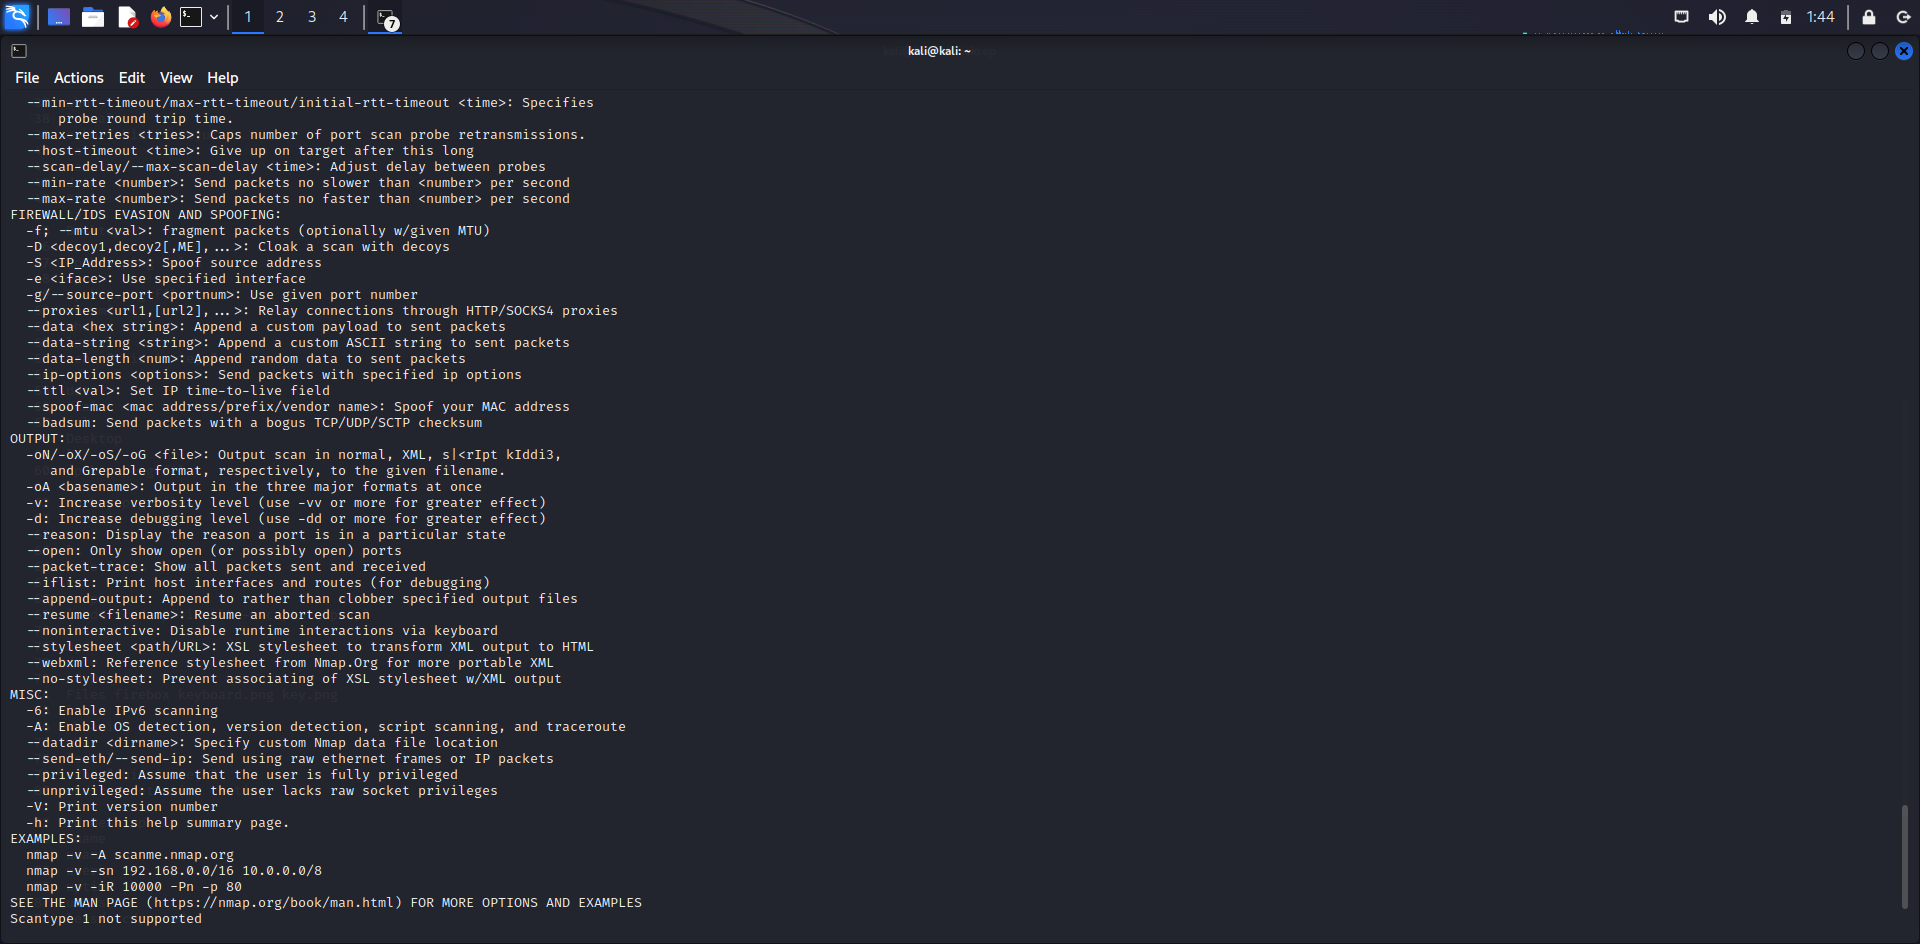 1 2 3 4 7 1:44
kali@kali: ~
File Actions Edit View Help
--min-rtt-timeout/max-rtt-timeout/initial-rtt-timeout <time>: Specifies
probe round trip time.
--max-retries <tries>: Caps number of port scan probe retransmissions.
--host-timeout <time>: Give up on target after this long
--scan-delay/--max-scan-delay <time>: Adjust delay between probes
--min-rate <number>: Send packets no slower than <number> per second
--max-rate <number>: Send packets no faster than <number> per second
FIREWALL/IDS EVASION AND SPOOFING:
-f; --mtu <val>: fragment packets (optionally w/given MTU)
-D <decoy1,decoy2[,ME],...>: Cloak a scan with decoys
-S <IP_Address>: Spoof source address
-e <iface>: Use specified interface
-g/--source-port <portnum>: Use given port number
--proxies <url1,[url2],...>: Relay connections through HTTP/SOCKS4 proxies
--data <hex string>: Append a custom payload to sent packets
--data-string <string>: Append a custom ASCII string to sent packets
--data-length <num>: Append random data to sent packets
--ip-options <options>: Send packets with specified ip options
--ttl <val>: Set IP time-to-live field
--spoof-mac <mac address/prefix/vendor name>: Spoof your MAC address
--badsum: Send packets with a bogus TCP/UDP/SCTP checksum
OUTPUT:
-oN/-oX/-oS/-oG <file>: Output scan in normal, XML, s|<rIpt kIddi3,
and Grepable format, respectively, to the given filename.
-oA <basename>: Output in the three major formats at once
-v: Increase verbosity level (use -vv or more for greater effect)
-d: Increase debugging level (use -dd or more for greater effect)
--reason: Display the reason a port is in a particular state
--open: Only show open (or possibly open) ports
--packet-trace: Show all packets sent and received
--iflist: Print host interfaces and routes (for debugging)
--append-output: Append to rather than clobber specified output files
--resume <filename>: Resume an aborted scan
--noninteractive: Disable runtime interactions via keyboard
--stylesheet <path/URL>: XSL stylesheet to transform XML output to HTML
--webxml: Reference stylesheet from Nmap.Org for more portable XML
--no-stylesheet: Prevent associating of XSL stylesheet w/XML output
MISC:
-6: Enable IPv6 scanning
-A: Enable OS detection, version detection, script scanning, and traceroute
--datadir <dirname>: Specify custom Nmap data file location
--send-eth/--send-ip: Send using raw ethernet frames or IP packets
--privileged: Assume that the user is fully privileged
--unprivileged: Assume the user lacks raw socket privileges
-V: Print version number
-h: Print this help summary page.
EXAMPLES:
nmap -v -A scanme.nmap.org
nmap -v -sn 192.168.0.0/16 10.0.0.0/8
nmap -v -iR 10000 -Pn -p 80
SEE THE MAN PAGE (https://nmap.org/book/man.html) FOR MORE OPTIONS AND EXAMPLES
Scantype 1 not supported